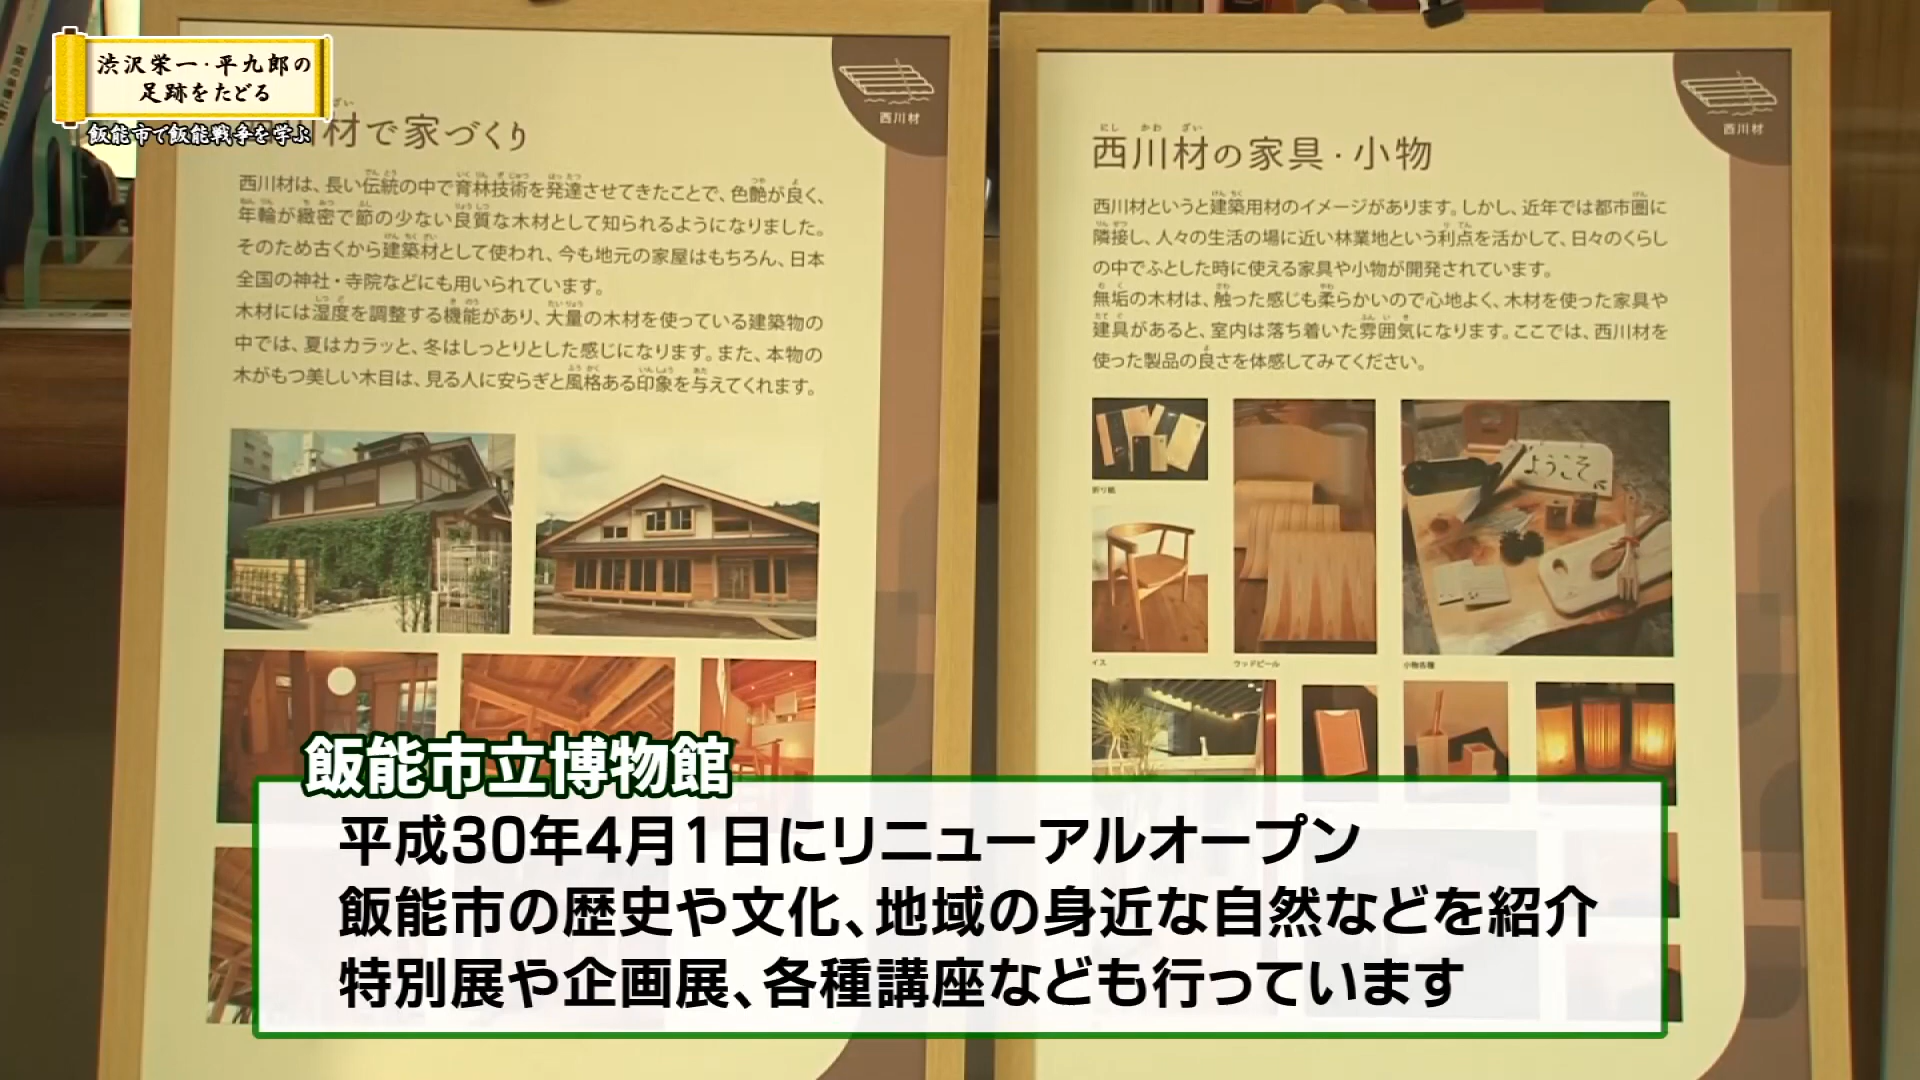 渋沢栄一・平九郎の
足跡をたどる
飯能市で飯能戦争を学ぶ
材で家づくり
西川材は、長い伝統の中で育林技術を発達させてきたことで、色艶が良く、
年輪が緻密で節の少ない良質な木材として知られるようになりました。
そのため古くから建築材として使われ、今も地元の家屋はもちろん、日本
全国の神社・寺院などにも用いられています。
木材には湿度を調整する機能があり、大量の木材を使っている建築物の
中では、夏はカラッと、冬はしっとりとした感じになります。また、本物の
木がもつ美しい木目は、見る人に安らぎと風格ある印象を与えてくれます。
西川材
西川材の家具・小物
西川材というと建築用材のイメージがあります。しかし、近年では都市圏に
隣接し、人々の生活の場に近い林業地という利点を活かして、日々のくらし
の中でふとした時に使える家具や小物が開発されています。
無垢の木材は、触った感じも柔らかいので心地よく、木材を使った家具や
建具があると、室内は落ち着いた雰囲気になります。ここでは、西川材を
使った製品の良さを体感してみてください。
西川材
折り紙
ようこそ
イス
ウッドピール
小物各種
飯能市立博物館
平成30年4月1日にリニューアルオープン
飯能市の歴史や文化、地域の身近な自然などを紹介
特別展や企画展、各種講座なども行っています